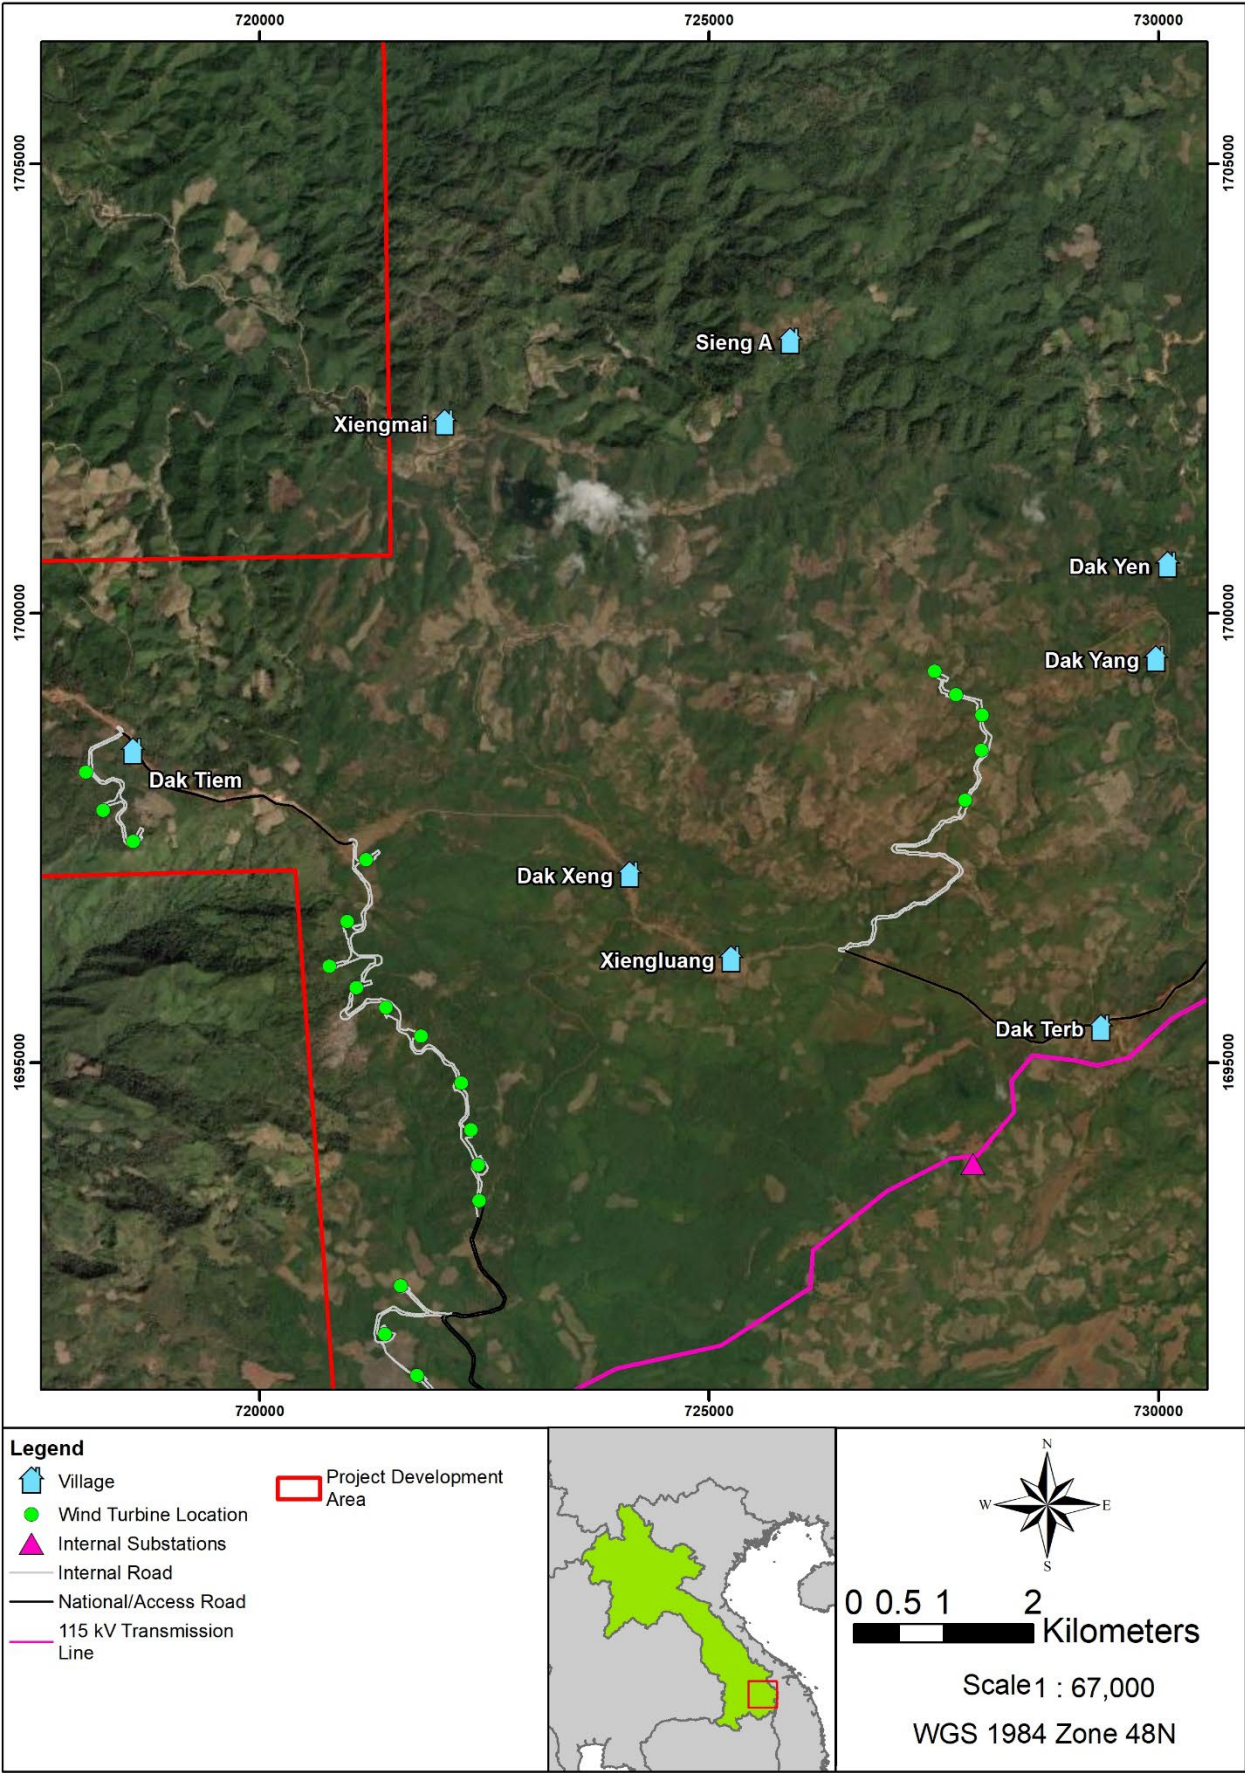 720000
725000
730000
1705000
1705000
Sieng A
Xiengmai
Dak Yen
1700000
1700000
Dak Yang
Dak Tiem
Dak Xeng
Xiengluang
Dak Terb
1695000
1695000
720000
725000
730000
Legend
Village
Wind Turbine Location
Internal Substations
Internal Road
National/Access Road
115 kV Transmission
Line
Project Development
Area
N
W
E
S
0 0.5 1 2
Kilometers
Scale 1 : 67,000
WGS 1984 Zone 48N